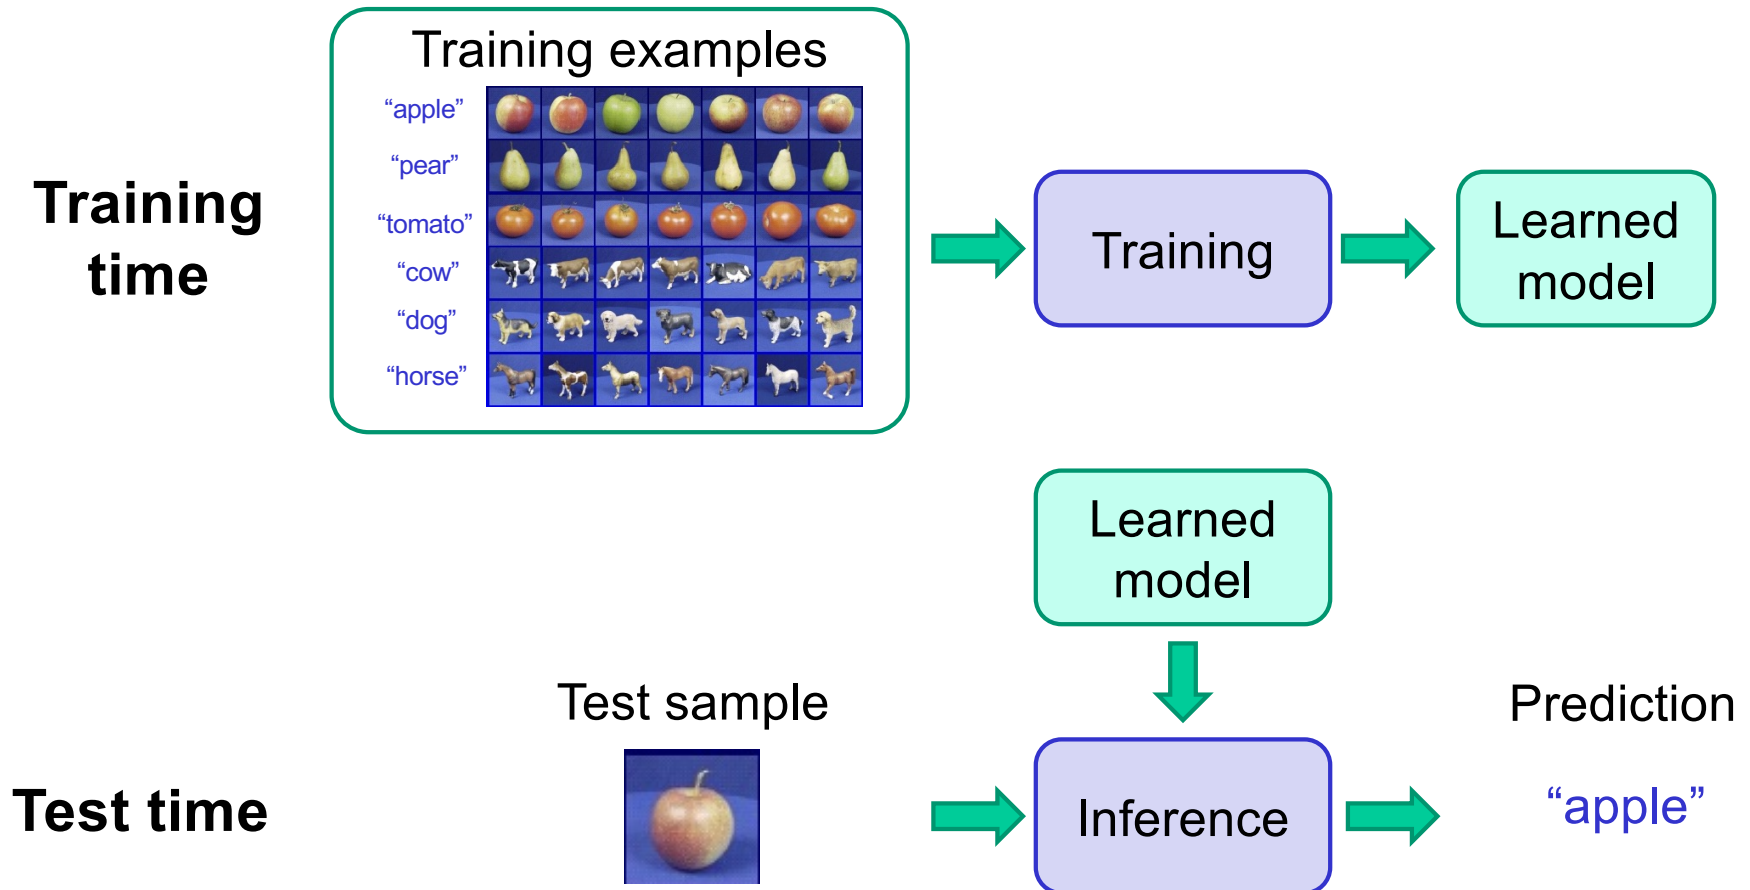 Training examples
“apple”
“pear”
“tomato”
“cow”
“dog”
“horse”
Training
time
Training
Learned
model
Learned
model
Test sample
Prediction
Test time
Inference
“apple”